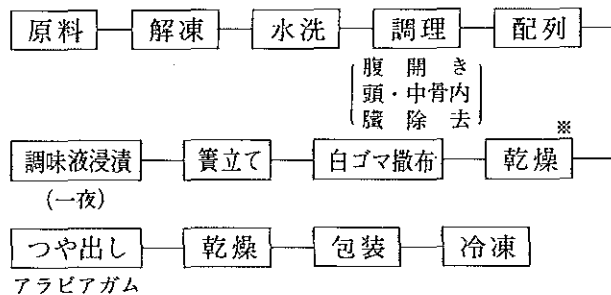 原料 解凍 水洗 調理 配列
腹開き
頭・中骨内
臓除去
※
調味液浸漬 簀立て 白ゴマ撒布 乾燥
(一夜)
つや出し 乾燥 包装 冷凍
アラビアガム